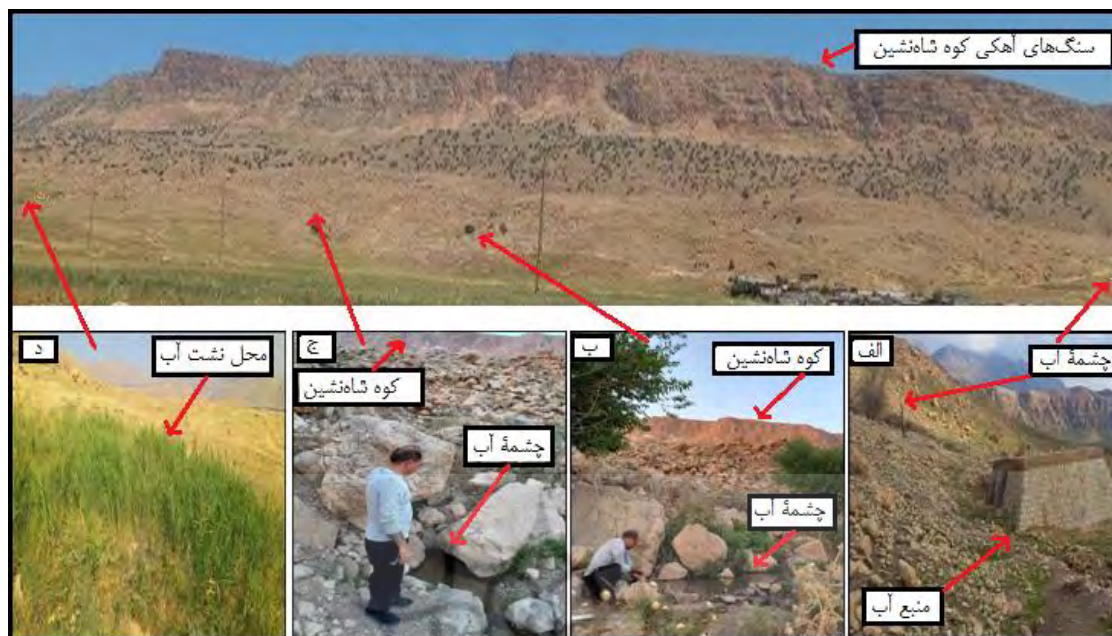 سنگ‌های آهکی کوه شاه‌نشین
الف
چشمهٔ آب
منبع آب
ب
کوه شاه‌نشین
چشمهٔ آب
ج
کوه شاه‌نشین
چشمهٔ آب
د
محل نشت آب